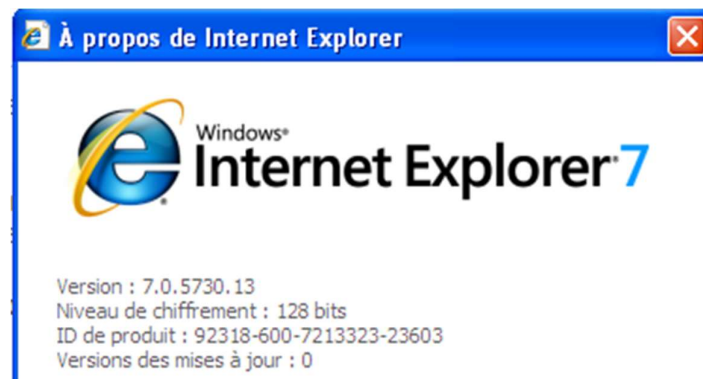 À propos de Internet Explorer
Windows®
Internet Explorer 7
Version : 7.0.5730.13
Niveau de chiffrement : 128 bits
ID de produit : 92318-600-7213323-23603
Versions des mises à jour : 0